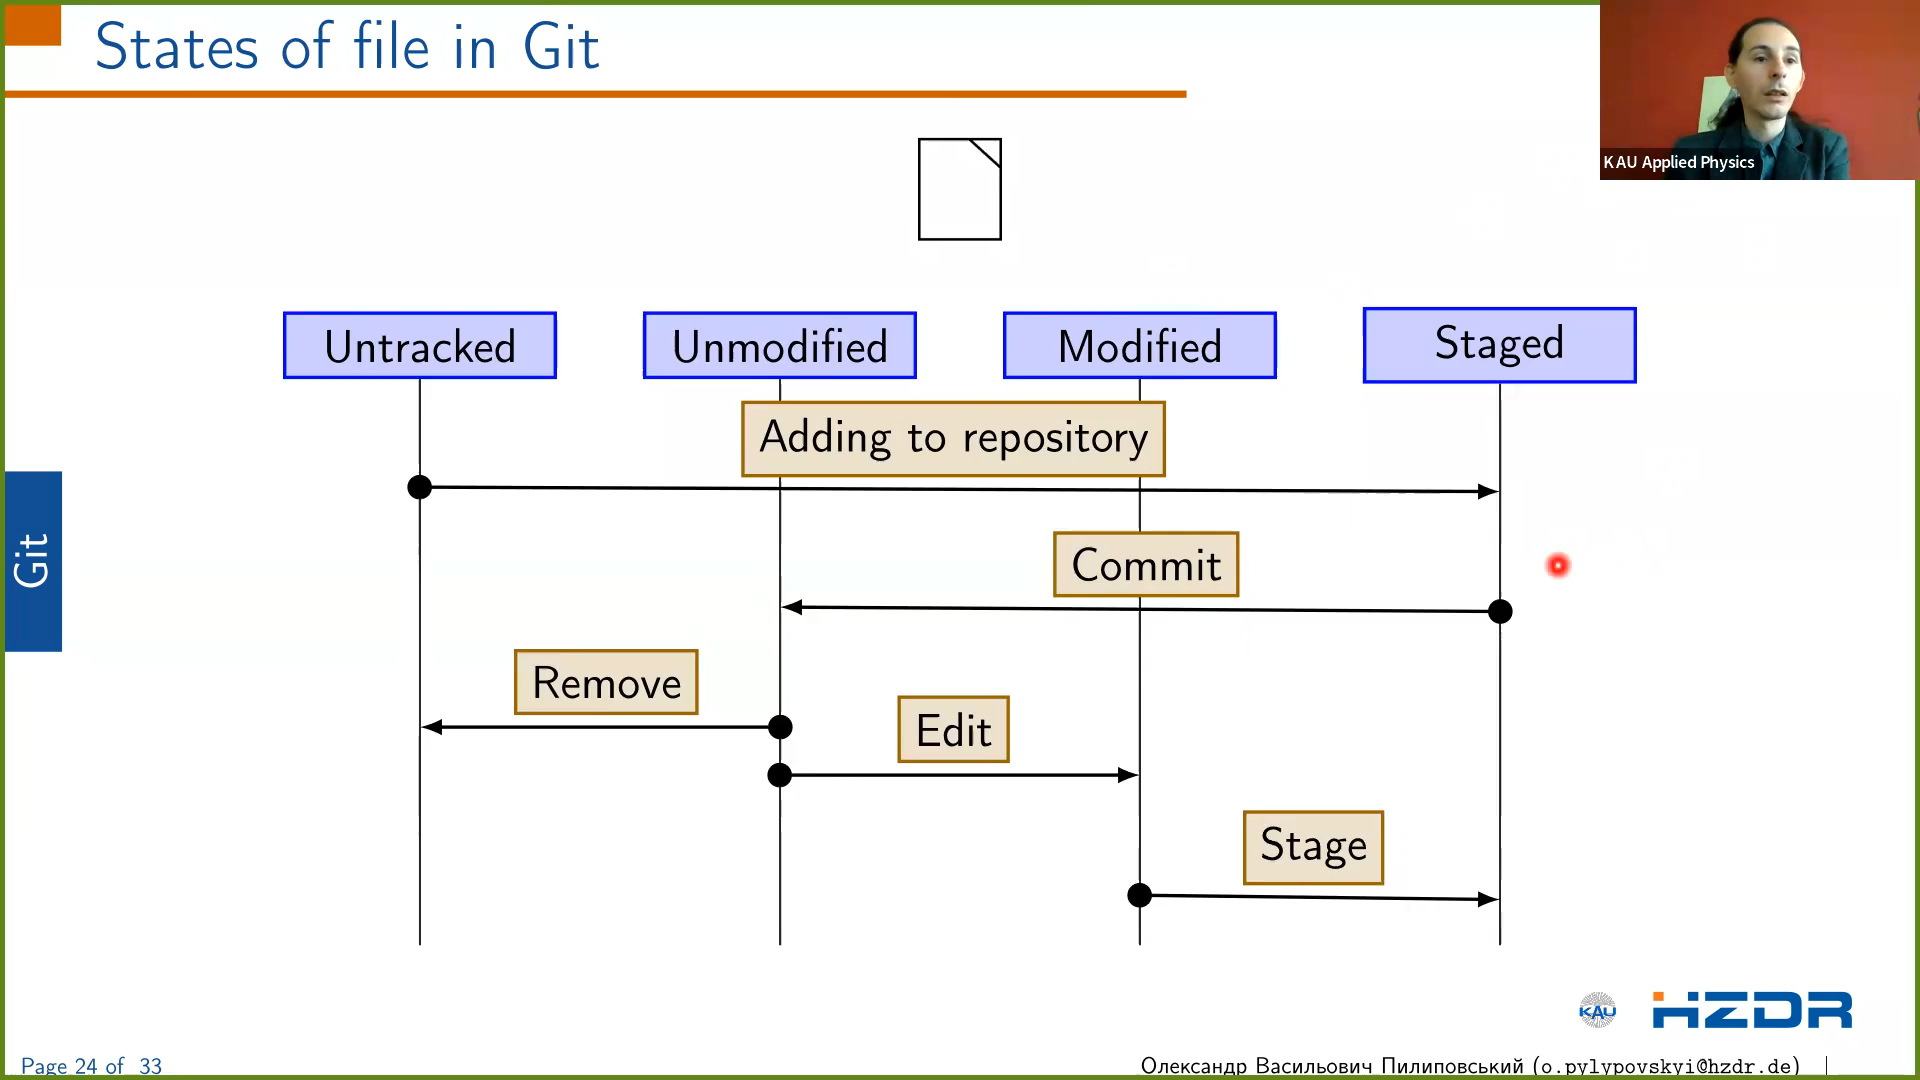 States of file in Git
KAU Applied Physics
Untracked
Unmodified
Modified
Staged
Adding to repository
Commit
Remove
Edit
Stage
Git
KAU
HZDR
Page 24 of 33
Олександр Васильович Пилиповський (o.pylypovskyi@hzdr.de)